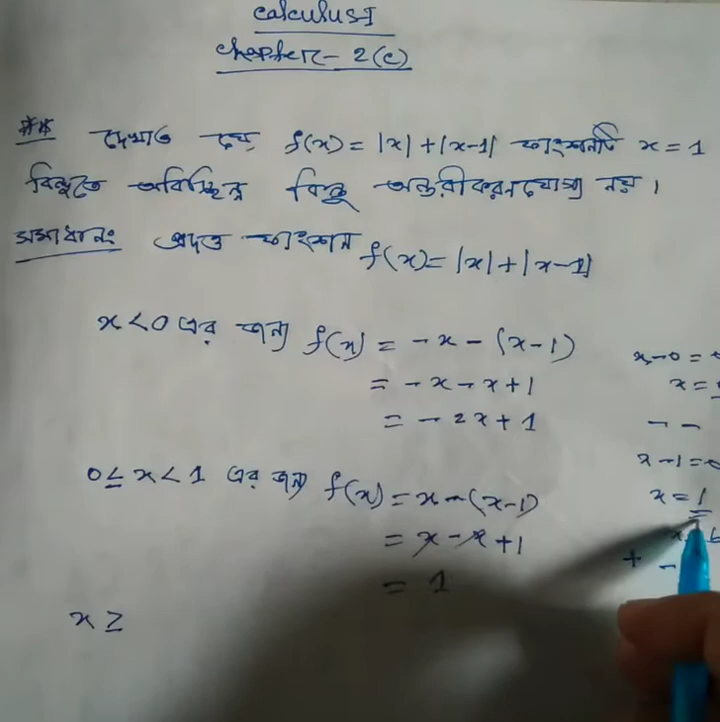 Calculus-I
Chapter - 2(c)
** দেখাও যে, f(x) = |x| + |x-1| ফাংশনটি x = 1
বিন্দুতে অবিচ্ছিন্ন কিন্তু অন্তরীকরণযোগ্য নয়।
সমাধানঃ প্রদত্ত ফাংশন f(x) = |x| + |x-1|
x < 0 এর জন্য f(x) = -x - (x-1)
= -x - x + 1
= -2x + 1
0 ≤ x < 1 এর জন্য f(x) = x - (x-1)
= x - x + 1
= 1
x ≥
x-0 =
x =
- -
x-1 =
x = 1
+ -